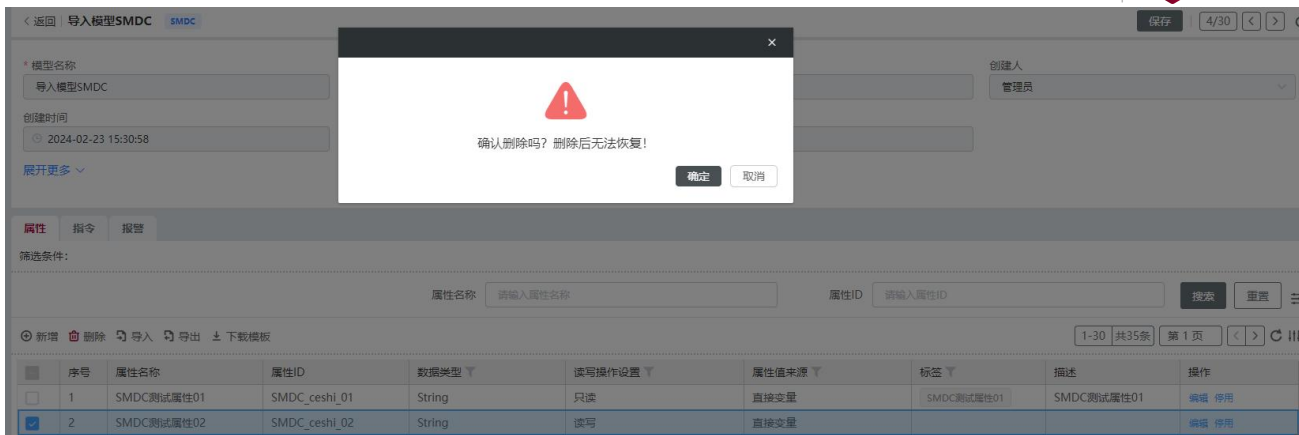 返回 导入模型SMDC SMDC 保存 4/30
* 模型名称 创建人
导入模型SMDC 管理员
创建时间
2024-02-23 15:30:58
展开更多
确认删除吗？删除后无法恢复！
确定 取消
属性 指令 报警
筛选条件：
属性名称 请输入属性名称 属性ID 请输入属性ID 搜索 重置
新增 删除 导入 导出 下载模板 1-30 共35条 第 1 页
序号 属性名称 属性ID 数据类型 读写操作设置 属性值来源 标签 描述 操作
1 SMDC测试属性01 SMDC_ceshi_01 String 只读 直接变量 SMDC测试属性01 SMDC测试属性01 编辑 停用
2 SMDC测试属性02 SMDC_ceshi_02 String 读写 直接变量 编辑 停用